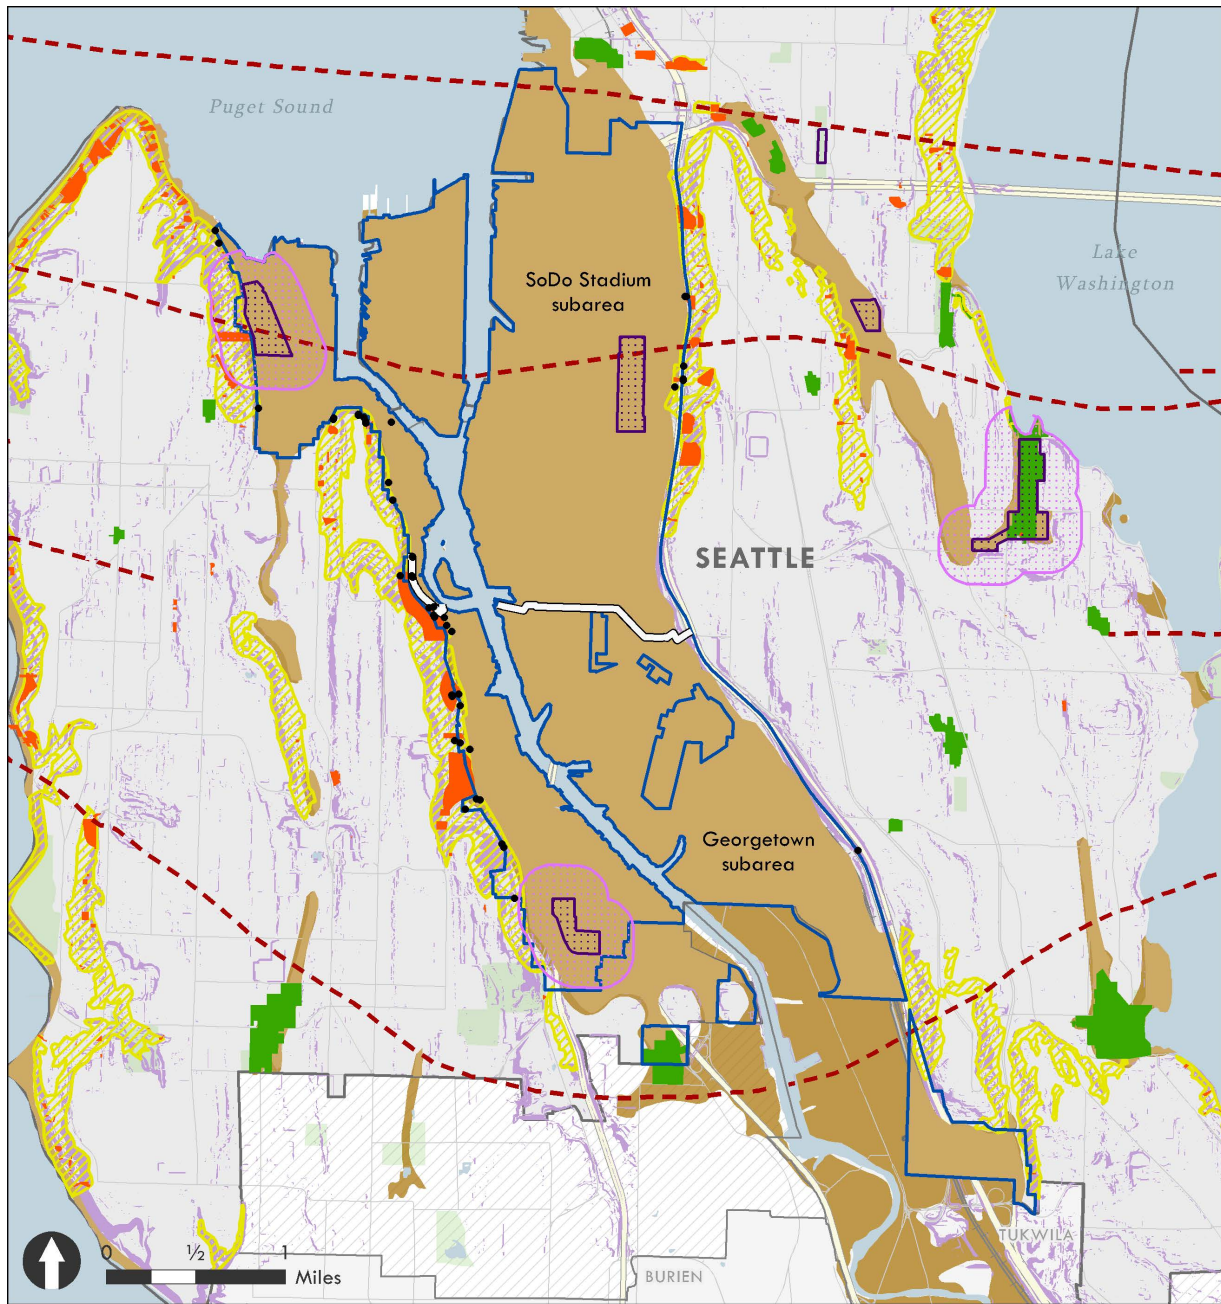 Puget Sound
Lake
Washington
SoDo Stadium
subarea
SEATTLE
Georgetown
subarea
0
½
1
Miles
TUKWILA
BURIEN